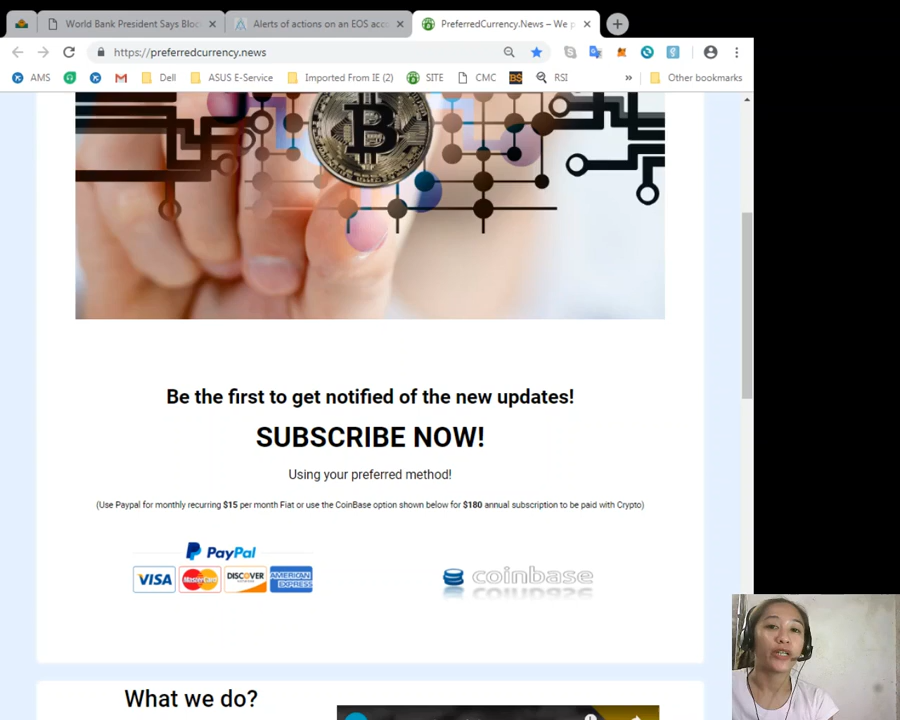 World Bank President Says Bloc
Alerts of actions on an EOS acco
PreferredCurrency.News – We p
https://preferredcurrency.news
AMS
Dell
ASUS E-Service
Imported From IE (2)
SITE
CMC
BS
RSI
»
Other bookmarks
B
Be the first to get notified of the new updates!
SUBSCRIBE NOW!
Using your preferred method!
(Use Paypal for monthly recurring $15 per month Fiat or use the CoinBase option shown below for $180 annual subscription to be paid with Crypto)
PayPal
VISA MasterCard DISCOVER AMERICAN EXPRESS
coinbase
What we do?